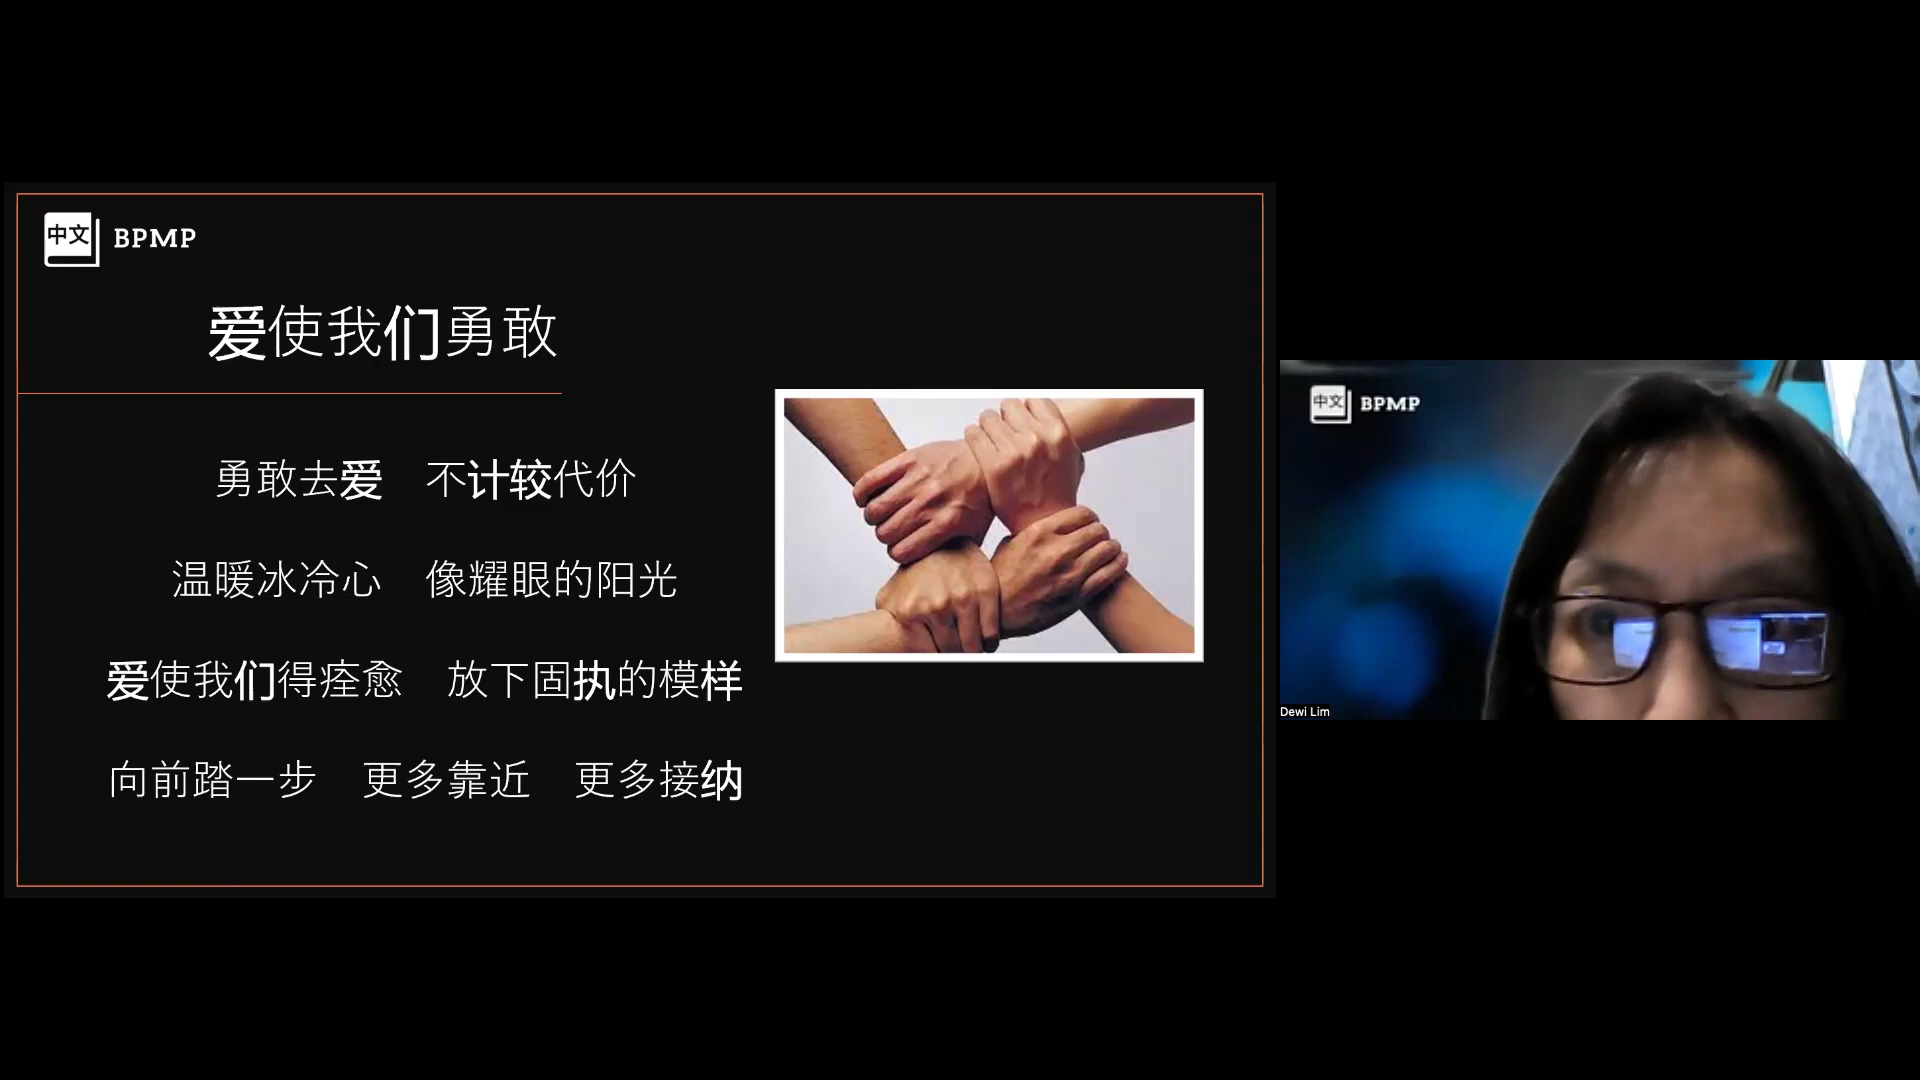 中文 BPMP
爱使我们勇敢
勇敢去爱 不计较代价
温暖冰冷心 像耀眼的阳光
爱使我们得痊愈 放下固执的模样
向前踏一步 更多靠近 更多接纳
中文 BPMP
Dewi Lim